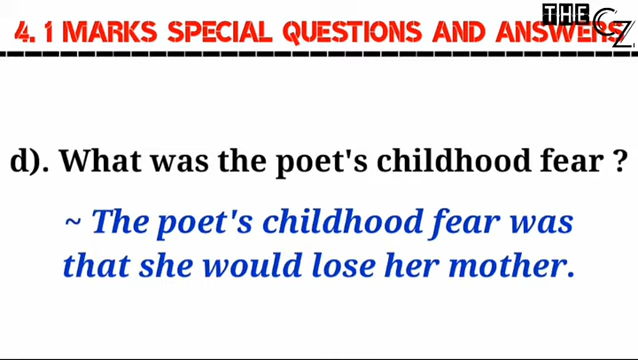 THE
CZ
4. 1 MARKS SPECIAL QUESTIONS AND ANSWERS
d). What was the poet's childhood fear ?
~ The poet's childhood fear was
that she would lose her mother.